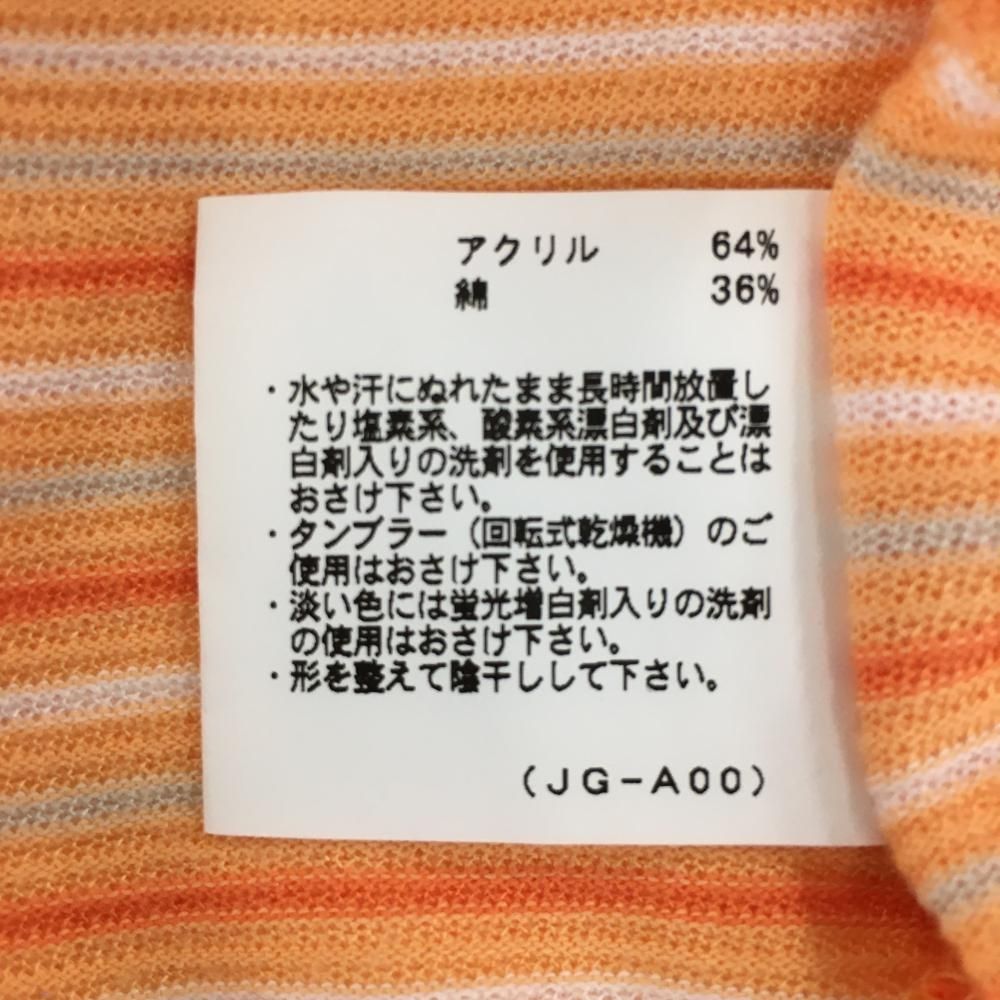 アクリル 64%
綿 36%
・水や汗にぬれたまま長時間放置し
たり塩素系、酸素系漂白剤及び漂
白剤入りの洗剤を使用することは
おさけ下さい。
・タンブラー（回転式乾燥機）のご
使用はおさけ下さい。
・淡い色には蛍光増白剤入りの洗剤
の使用はおさけ下さい。
・形を整えて陰干しして下さい。
（JG-A00）